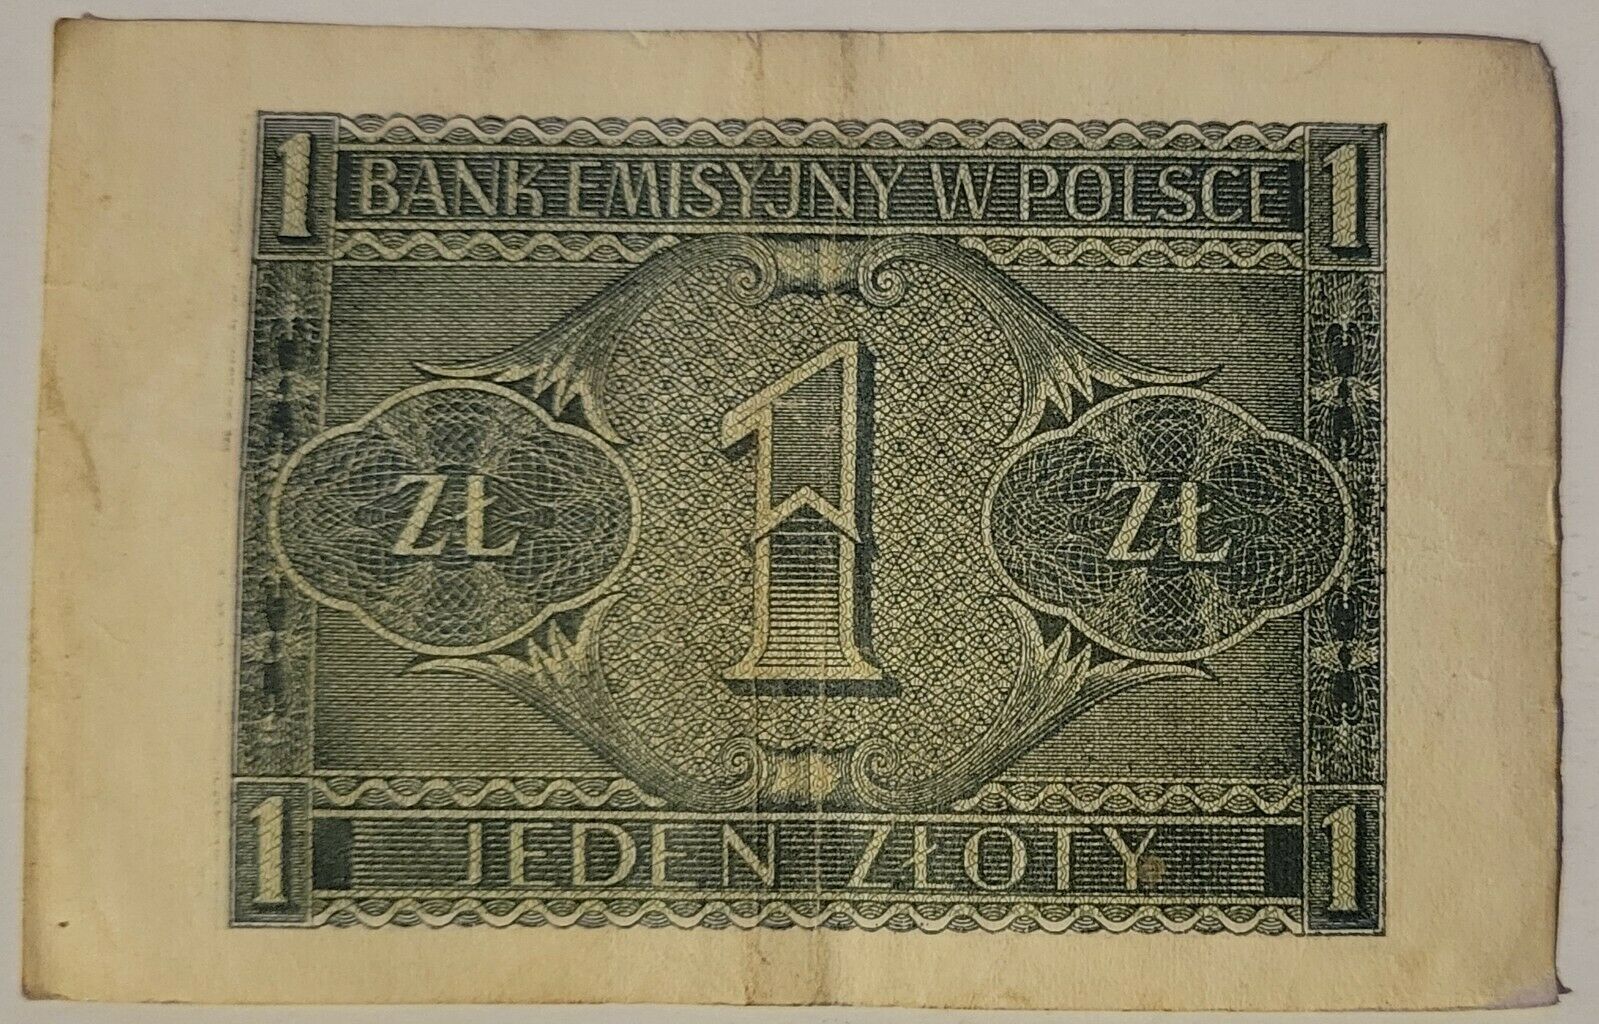 1 BANK EMISYJNY W POLSCE 1
ZŁ 1 ZŁ
1 JEDEN ZŁOTY 1